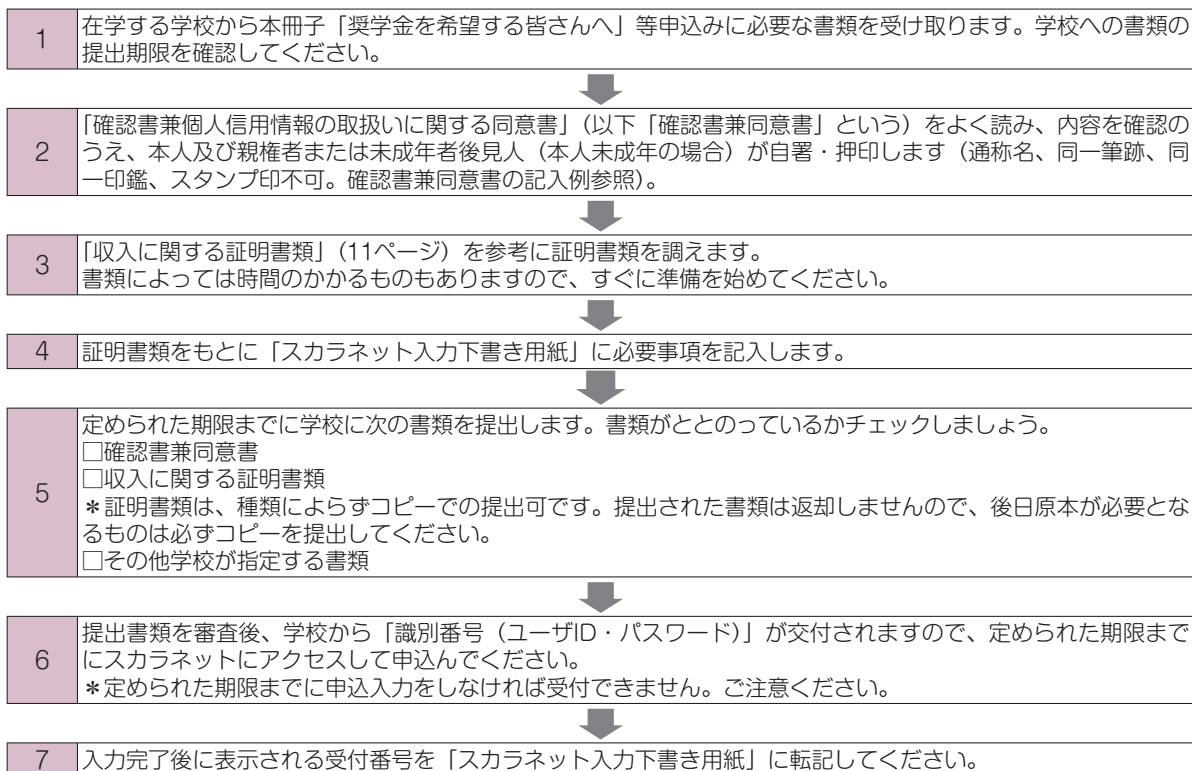 1
在学する学校から本冊子「奨学金を希望する皆さんへ」等申込みに必要な書類を受け取ります。学校への書類の
提出期限を確認してください。
2
「確認書兼個人信用情報の取扱いに関する同意書」（以下「確認書兼同意書」という）をよく読み、内容を確認の
うえ、本人及び親権者または未成年者後見人（本人未成年の場合）が自署・押印します（通称名、同一筆跡、同
一印鑑、スタンプ印不可。確認書兼同意書の記入例参照）。
3
「収入に関する証明書類」（11ページ）を参考に証明書類を調えます。
書類によっては時間のかかるものもありますので、すぐに準備を始めてください。
4
証明書類をもとに「スカラネット入力下書き用紙」に必要事項を記入します。
5
定められた期限までに学校に次の書類を提出します。書類がととのっているかチェックしましょう。
□確認書兼同意書
□収入に関する証明書類
＊証明書類は、種類によらずコピーでの提出可です。提出された書類は返却しませんので、後日原本が必要とな
るものは必ずコピーを提出してください。
□その他学校が指定する書類
6
提出書類を審査後、学校から「識別番号（ユーザID・パスワード）」が交付されますので、定められた期限まで
にスカラネットにアクセスして申込んでください。
＊定められた期限までに申込入力をしなければ受付できません。ご注意ください。
7
入力完了後に表示される受付番号を「スカラネット入力下書き用紙」に転記してください。